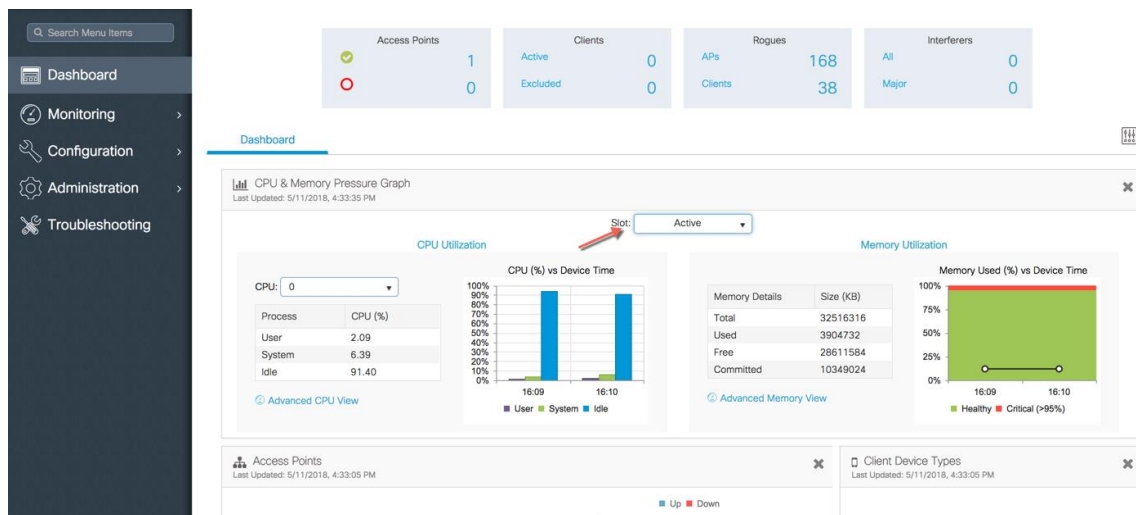 Search Menu Items
Dashboard
Monitoring
Configuration
Administration
Troubleshooting
Access Points
1
0
Clients
Active 0
Excluded 0
Rogues
APs 168
Clients 38
Interferers
All 0
Major 0
Dashboard
CPU & Memory Pressure Graph
Last Updated: 5/11/2018, 4:33:35 PM
Slot: Active
CPU Utilization
CPU: 0
Process CPU (%)
User 2.09
System 6.39
Idle 91.40
Advanced CPU View
CPU (%) vs Device Time
100%
90%
80%
70%
60%
50%
40%
30%
20%
10%
0%
16:09 16:10
User System Idle
Memory Utilization
Memory Details Size (KB)
Total 32516316
Used 3904732
Free 28611584
Committed 10349024
Advanced Memory View
Memory Used (%) vs Device Time
100%
75%
50%
25%
0%
16:09 16:10
Healthy Critical (>95%)
Access Points
Last Updated: 5/11/2018, 4:33:05 PM
Up Down
Client Device Types
Last Updated: 5/11/2018, 4:33:05 PM